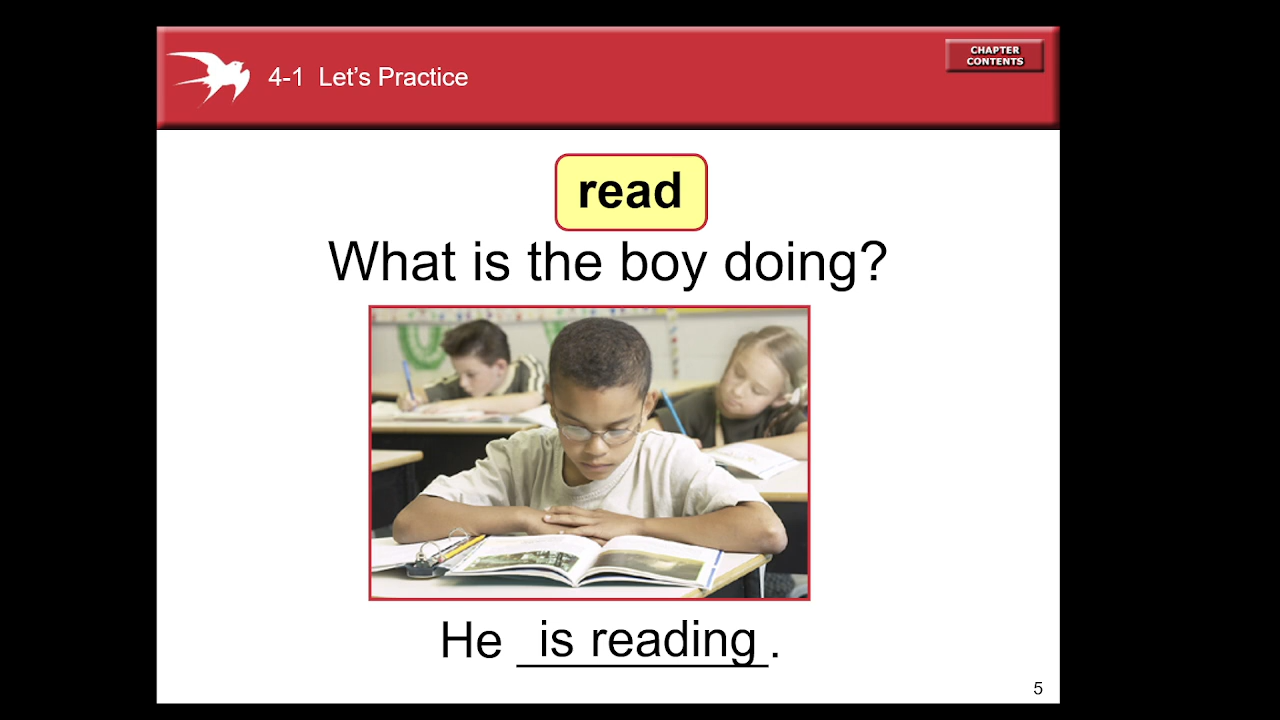 CHAPTER
CONTENTS
4-1 Let's Practice
read
What is the boy doing?
He is reading.
5